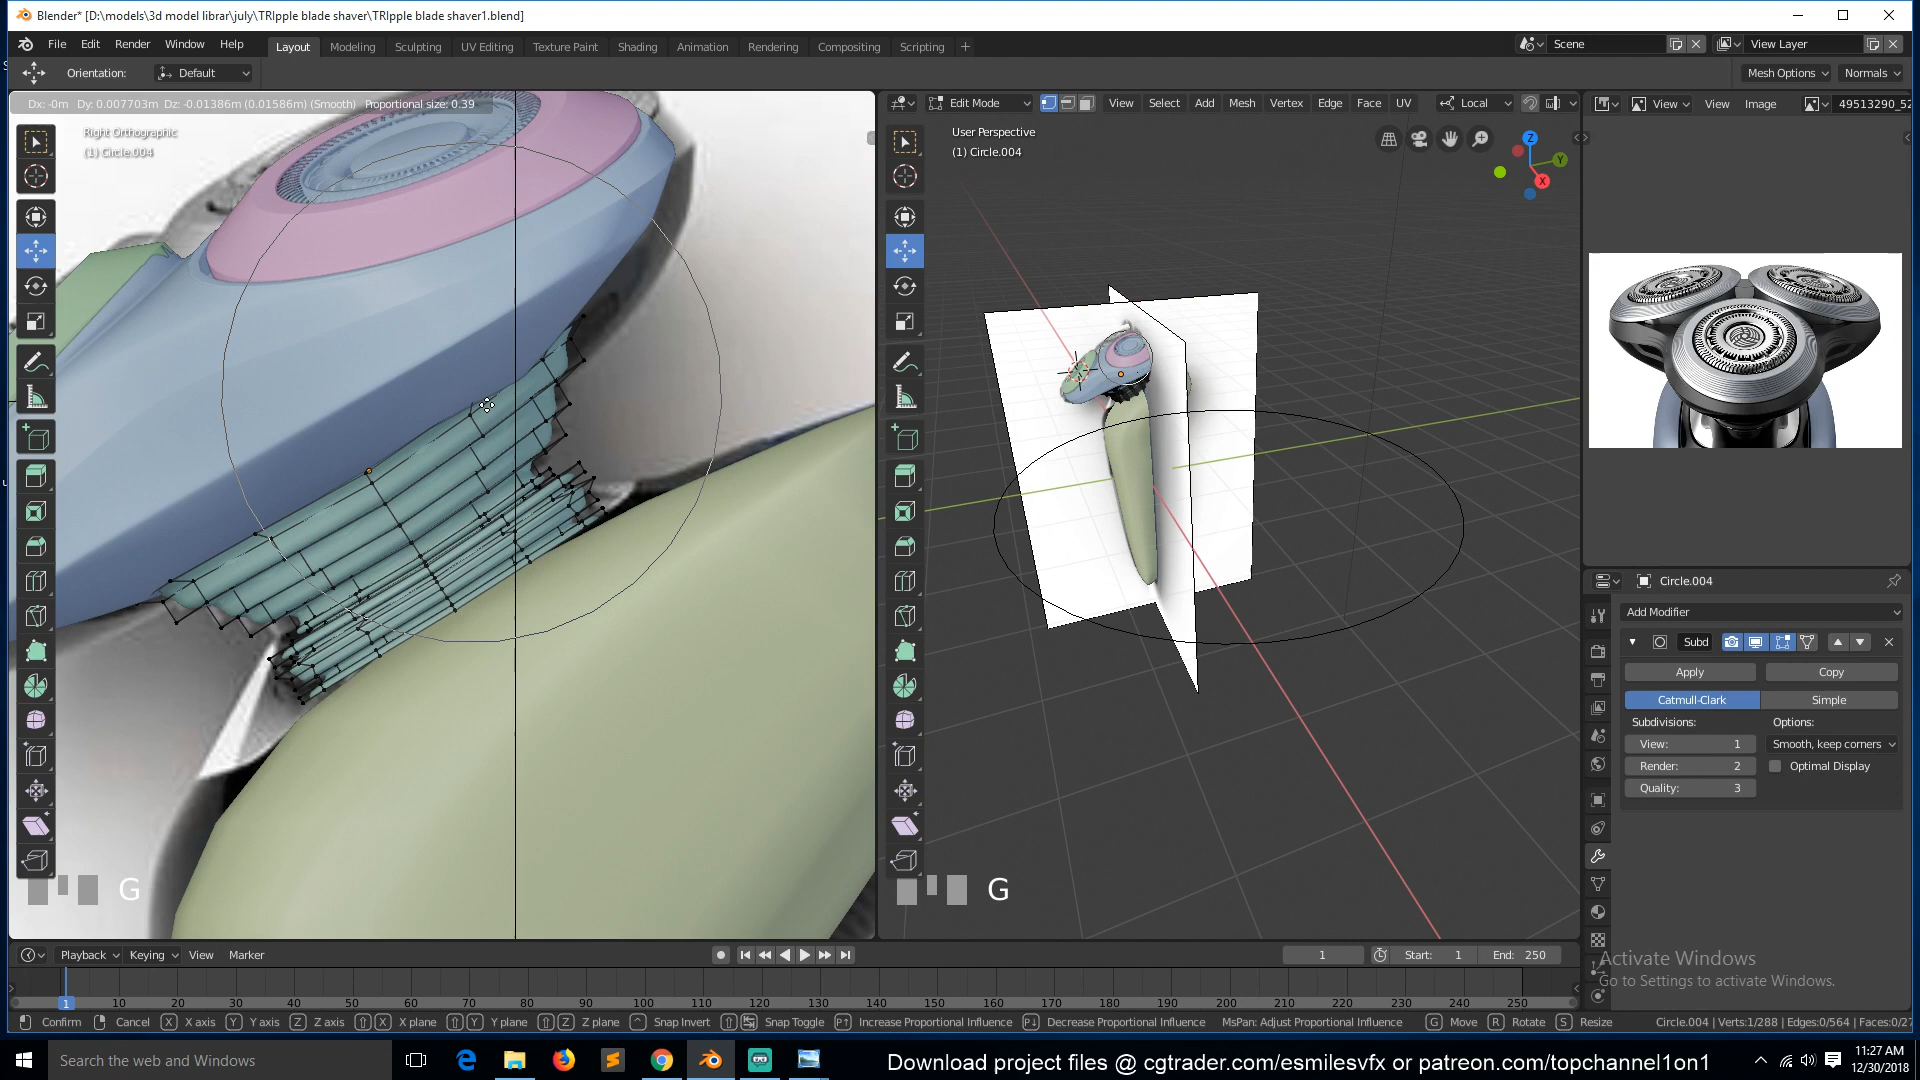 Blender* [D:\models\3d model librar\july\TRIpple blade shaver\TRIpple blade shaver1.blend]
File Edit Render Window Help Layout Modeling Sculpting UV Editing Texture Paint Shading Animation Rendering Compositing Scripting + Scene View Layer
Orientation: Default Mesh Options Normals
Dx: -0m Dy: 0.007703m Dz: -0.01386m (0.01586m) (Smooth) Proportional size: 0.39
Edit Mode View Select Add Mesh Vertex Edge Face UV Local View View Image 49513290_52
Right Orthographic
(1) Circle.004
User Perspective
(1) Circle.004
Z
Y
X
Circle.004
Add Modifier
Subd
Apply Copy
Catmull-Clark Simple
Subdivisions: Options:
View: 1 Smooth, keep corners
Render: 2 Optimal Display
Quality: 3
G G
Playback Keying View Marker 1 Start: 1 End: 250
Activate Windows
Go to Settings to activate Windows.
1 10 20 30 40 50 60 70 80 90 100 110 120 130 140 150 160 170 180 190 200 210 220 230 240 250
Confirm Cancel X X axis Y Y axis Z Z axis X X plane Y Y plane Z Z plane Snap Invert Snap Toggle Increase Proportional Influence Decrease Proportional Influence MsPan: Adjust Proportional Influence G Move R Rotate S Resize Circle.004 | Verts:1/288 | Edges:0/564 | Faces:0/27
Search the web and Windows
Download project files @ cgtrader.com/esmilesvfx or patreon.com/topchannel1on1
11:27 AM
12/30/2018